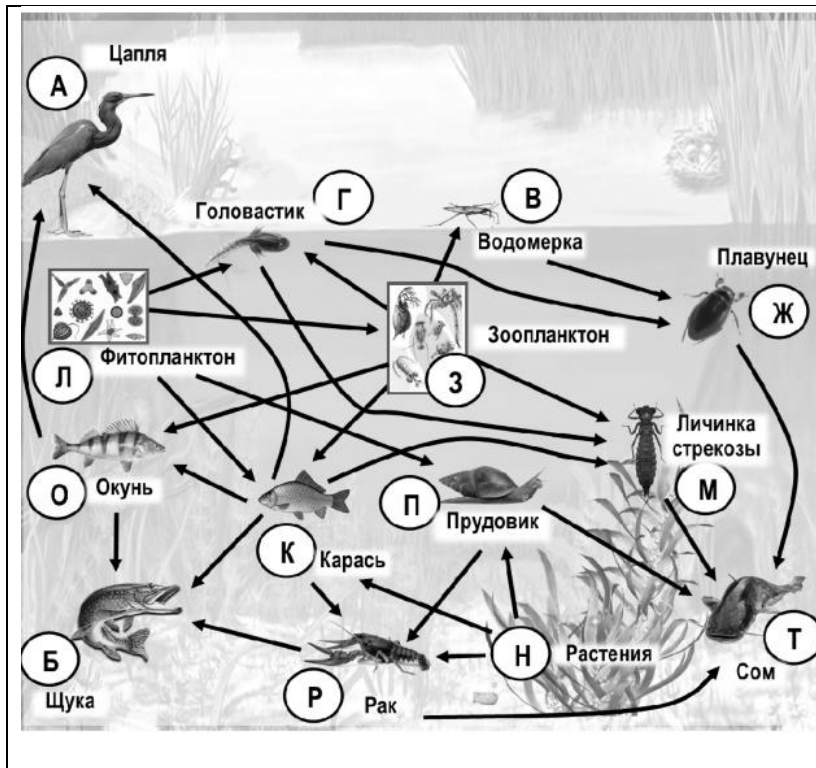 Цапля
А
Головастик
Г
В
Водомерка
Плавунец
Ж
Фитопланктон
Л
Зоопланктон
З
Личинка
стрекозы
М
О
Окунь
П
Прудовик
К
Карась
Б
Щука
Р
Рак
Н
Растения
Сом
Т